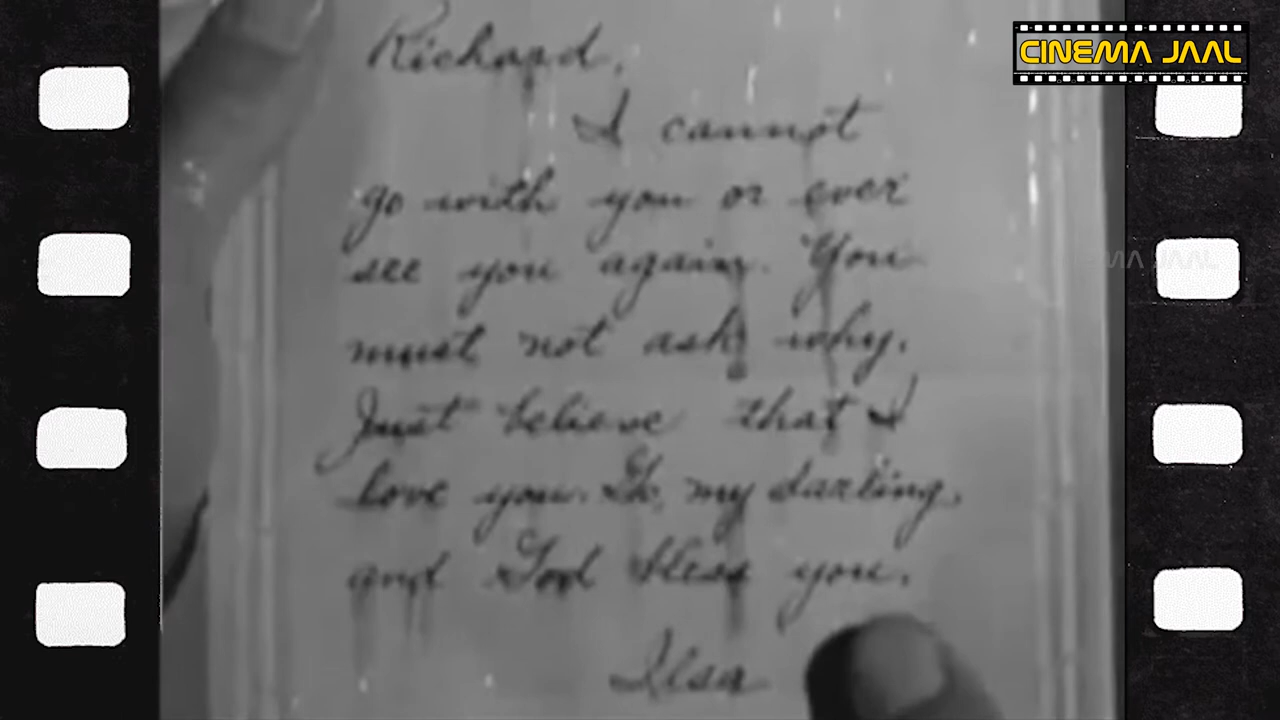 CINEMA JAAL
Richard,
I cannot
go with you or ever
see you again. You
must not ask why.
Just believe that I
love you. Go, my darling,
and God bless you.
Ilsa